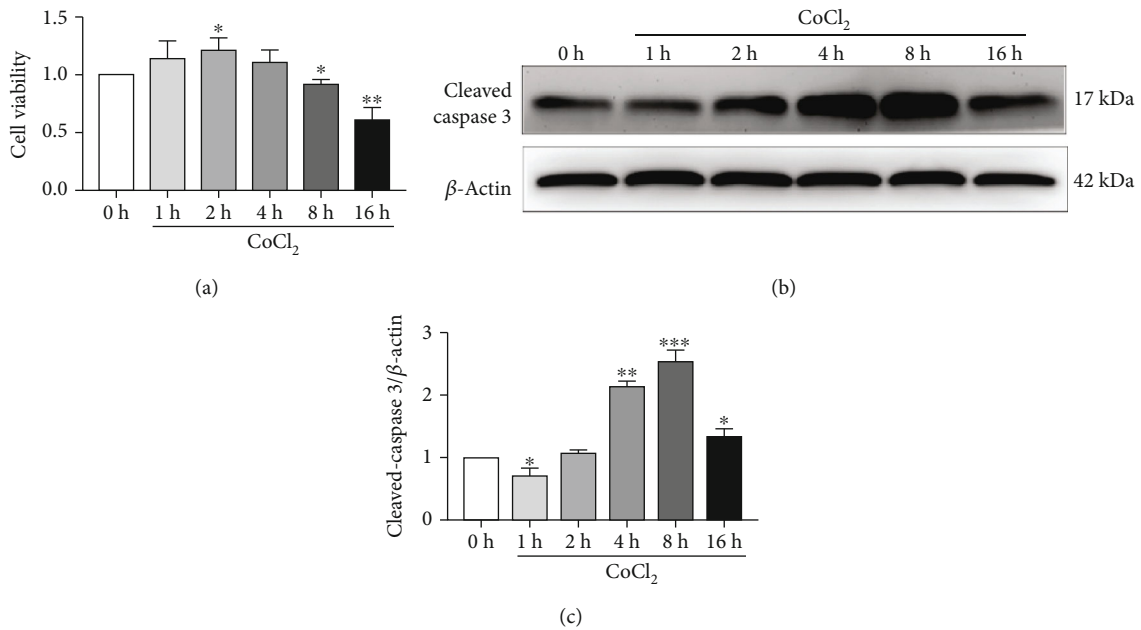 1.5
1.0
0.5
0.0
Cell viability
*
*
**
0 h 1 h 2 h 4 h 8 h 16 h
CoCl2
(a)
CoCl2
0 h 1 h 2 h 4 h 8 h 16 h
Cleaved
caspase 3
17 kDa
β-Actin
42 kDa
(b)
3
2
1
0
Cleaved-caspase 3/β-actin
*
**
***
*
0 h 1 h 2 h 4 h 8 h 16 h
CoCl2
(c)